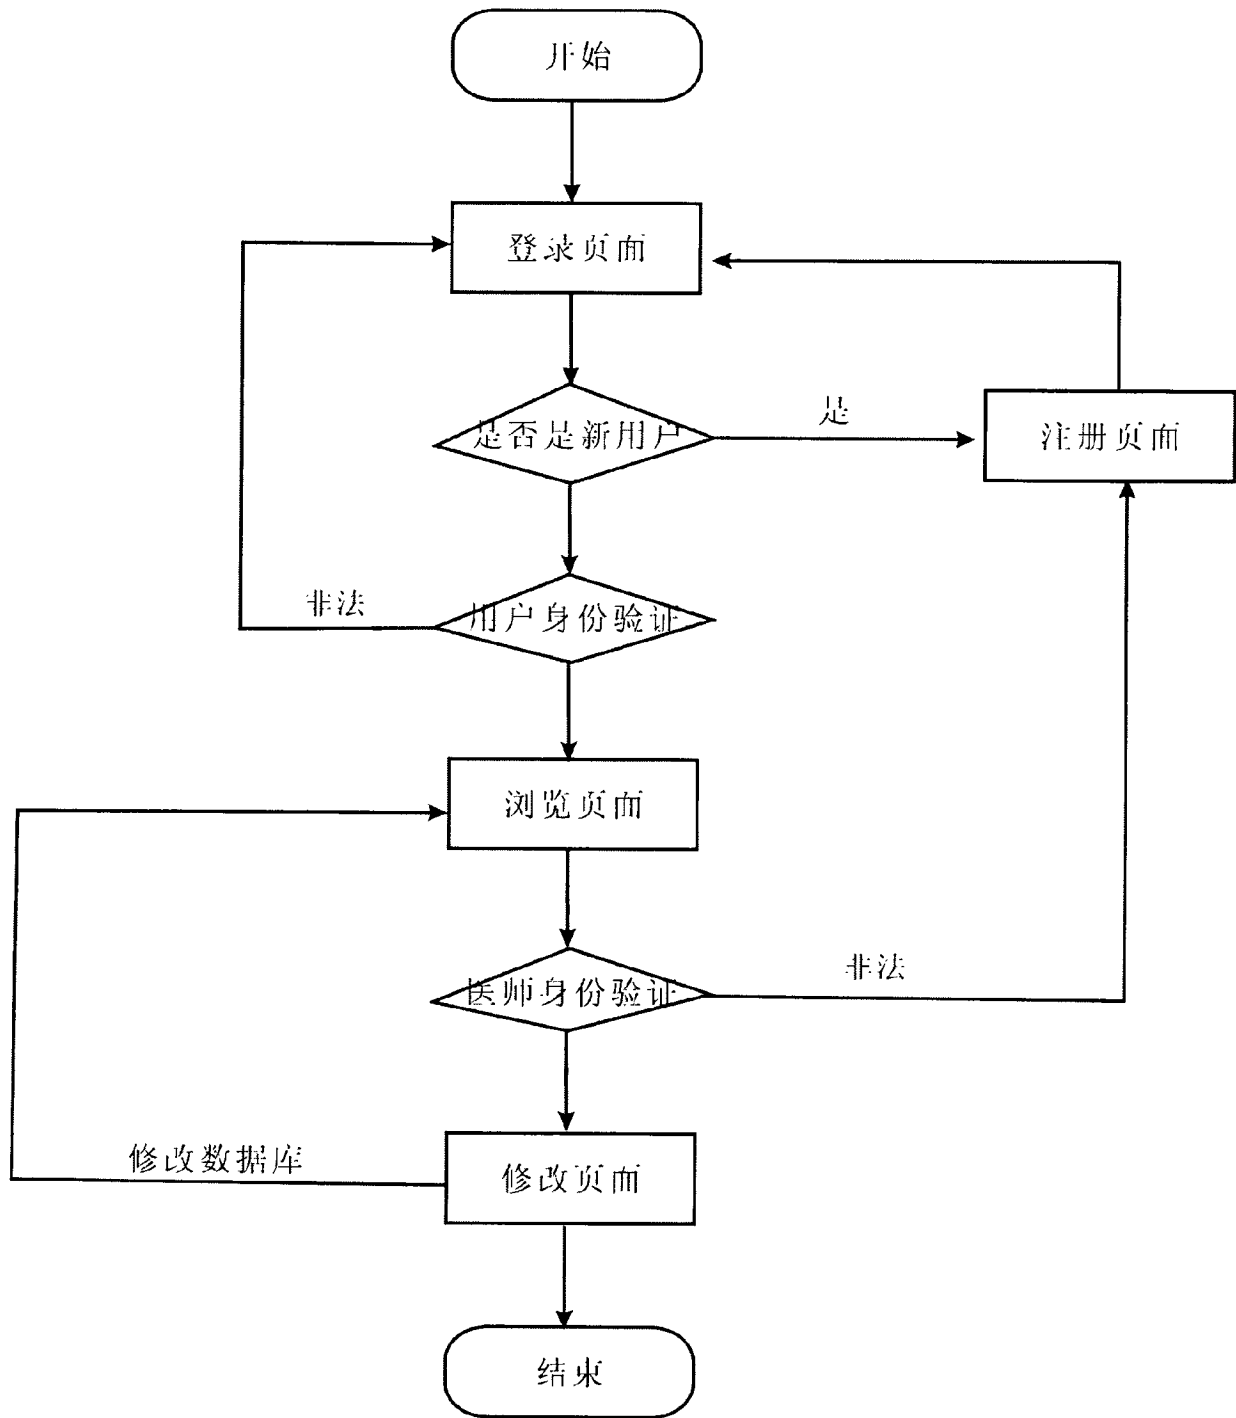 开始
登录页面
是否是新用户
是
注册页面
非法
用户身份验证
浏览页面
医师身份验证
非法
修改数据库
修改页面
结束